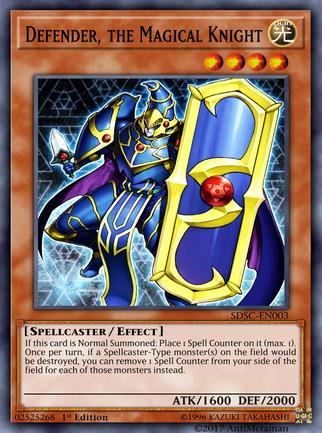 DEFENDER, THE MAGICAL KNIGHT
LIGHT
光
SDSC-EN003
[SPELLCASTER / EFFECT]
If this card is Normal Summoned: Place 1 Spell Counter on it (max. 1).
Once per turn, if a Spellcaster-Type monster(s) on the field would
be destroyed, you can remove 1 Spell Counter from your side of the
field for each of those monsters instead.
ATK/1600 DEF/2000
02525268 1st Edition ©1996 KAZUKI TAKAHASHI
©2017 AntiMetaman